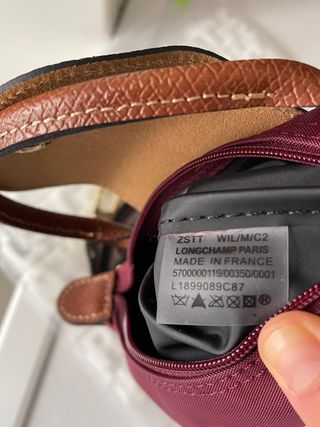 ZSTT WIL/M/C2
LONGCHAMP PARIS
MADE IN FRANCE
5700000119/00350/0001
L1899089C87